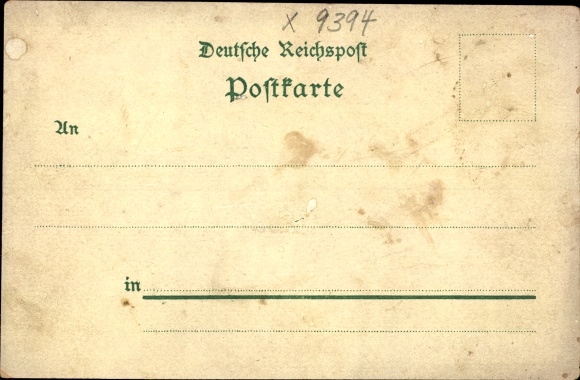 x 9394
Deutsche Reichspost
Postkarte
An
in